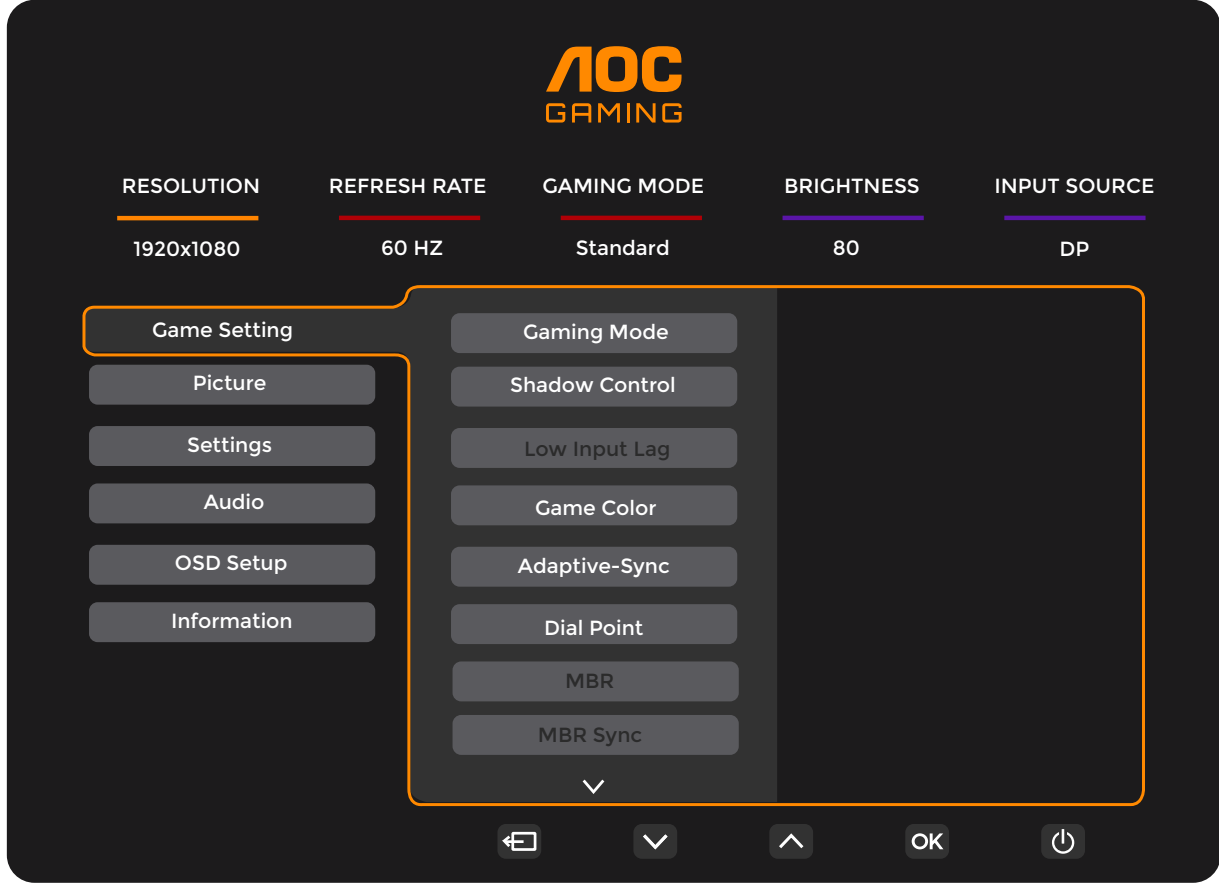 AOC
GAMING
RESOLUTION REFRESH RATE GAMING MODE BRIGHTNESS INPUT SOURCE
1920x1080 60 HZ Standard 80 DP
Game Setting
Picture
Settings
Audio
OSD Setup
Information
Gaming Mode
Shadow Control
Low Input Lag
Game Color
Adaptive-Sync
Dial Point
MBR
MBR Sync
OK